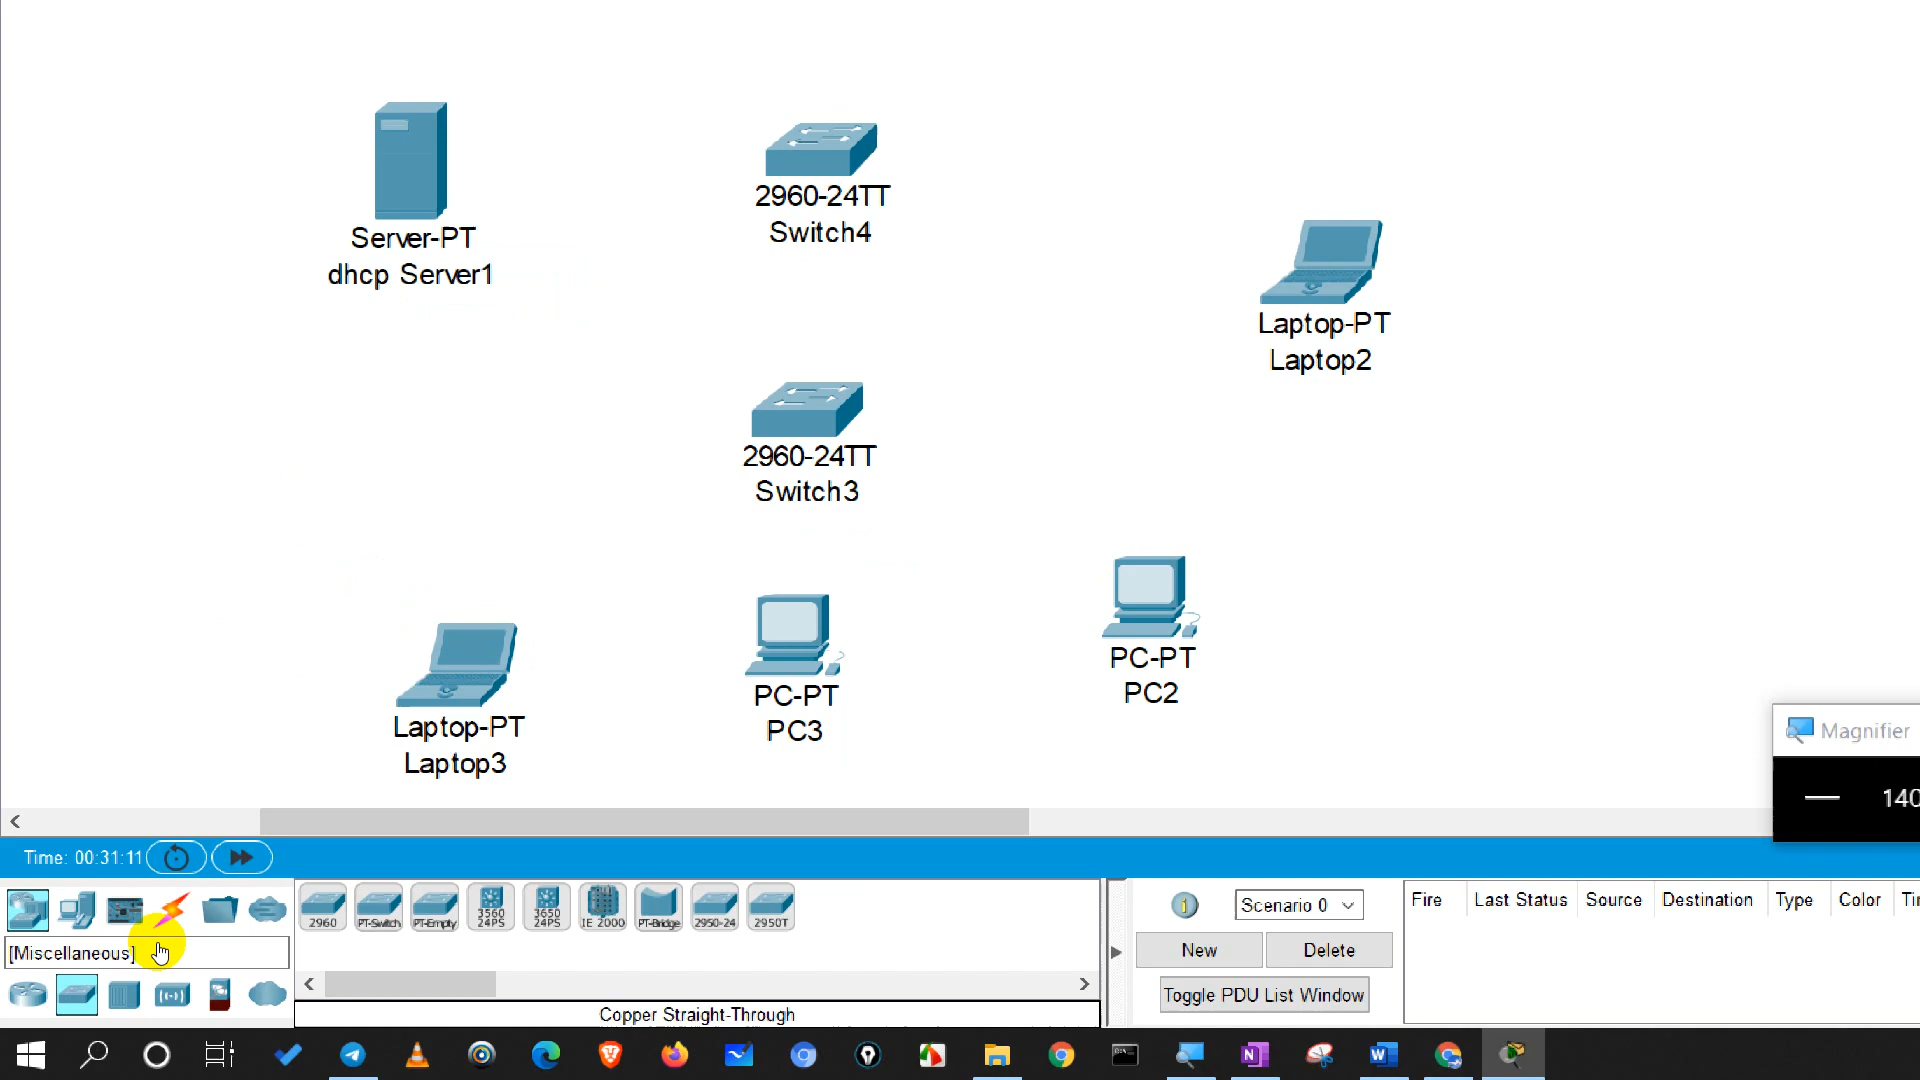 Server-PT
dhcp Server1
2960-24TT
Switch4
Laptop-PT
Laptop2
2960-24TT
Switch3
Laptop-PT
Laptop3
PC-PT
PC3
PC-PT
PC2
Magnifier
140
Time: 00:31:11
[Miscellaneous]
2960
PT-Switch
PT-Empty
3560
24PS
3650
24PS
IE 2000
PT-Bridge
2950-24
2950T
Copper Straight-Through
Scenario 0
New
Delete
Toggle PDU List Window
Fire Last Status Source Destination Type Color